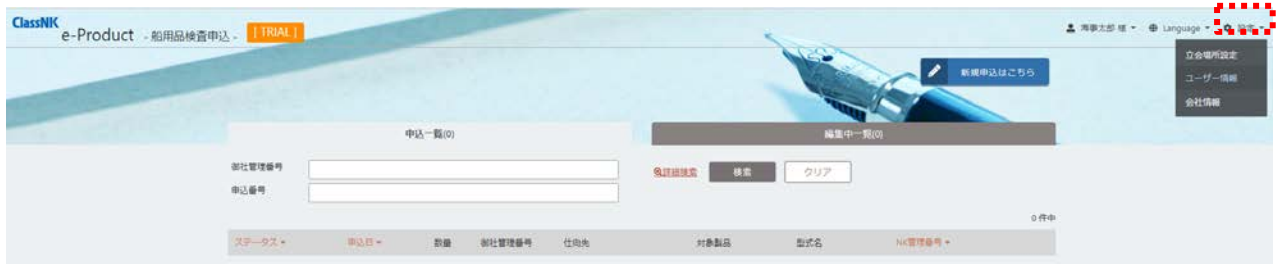 ClassNK
e-Product - 船用品検査申込 - [ TRIAL ]
海事太郎 様 Language 設定
立会場所設定
ユーザー情報
会社情報
新規申込はこちら
申込一覧(0) 編集中一覧(0)
御社管理番号
詳細検索 検索 クリア
申込番号
0 件中
ステータス 申込日 数量 御社管理番号 仕向先 対象製品 型式名 NK管理番号